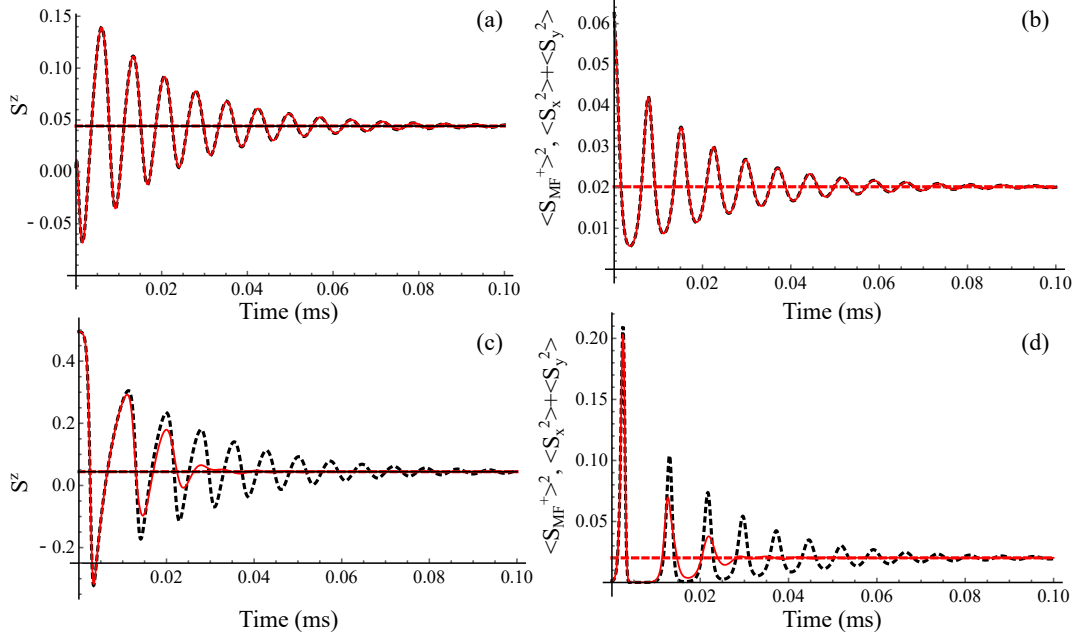 (a)
0.15
0.10
0.05
0.00
- 0.05
S^z
0.02 0.04 0.06 0.08 0.10
Time (ms)
(b)
0.06
0.05
0.04
0.03
0.02
0.01
<S_MF^+>^2, <S_x^2>+<S_y^2>
0.02 0.04 0.06 0.08 0.10
Time (ms)
(c)
0.4
0.2
0.0
- 0.2
S^z
0.02 0.04 0.06 0.08 0.10
Time (ms)
(d)
0.20
0.15
0.10
0.05
<S_MF^+>^2, <S_x^2>+<S_y^2>
0.02 0.04 0.06 0.08 0.10
Time (ms)